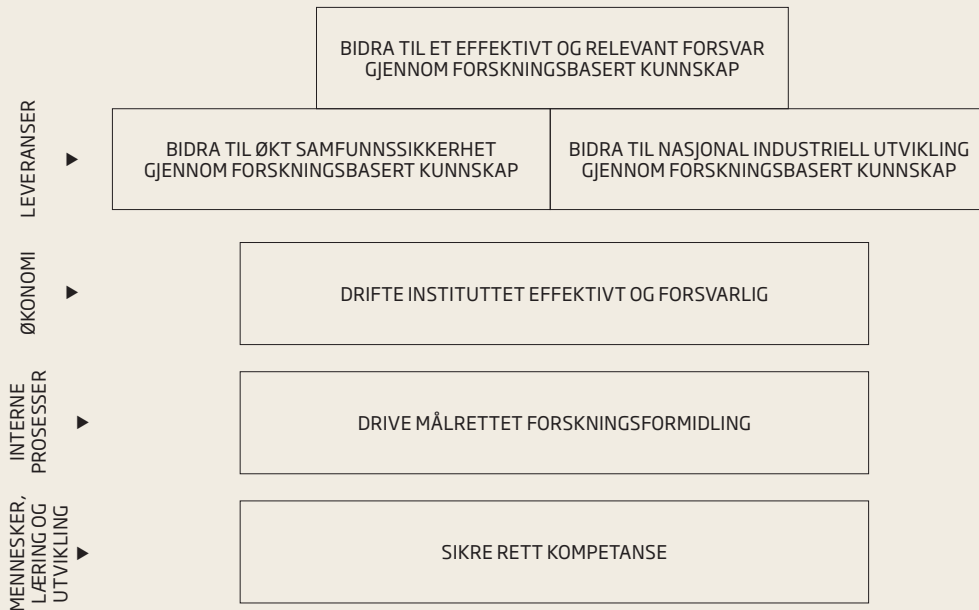 BIDRA TIL ET EFFEKTIVT OG RELEVANT FORSVAR
GJENNOM FORSKNINGSBASERT KUNNSKAP
LEVERANSER
BIDRA TIL ØKT SAMFUNNSSIKKERHET
GJENNOM FORSKNINGSBASERT KUNNSKAP
BIDRA TIL NASJONAL INDUSTRIELL UTVIKLING
GJENNOM FORSKNINGSBASERT KUNNSKAP
ØKONOMI
DRIFTE INSTITUTTET EFFEKTIVT OG FORSVARLIG
INTERNE
PROSESSER
DRIVE MÅLRETTET FORSKNINGSFORMIDLING
MENNESKER,
LÆRING OG
UTVIKLING
SIKRE RETT KOMPETANSE